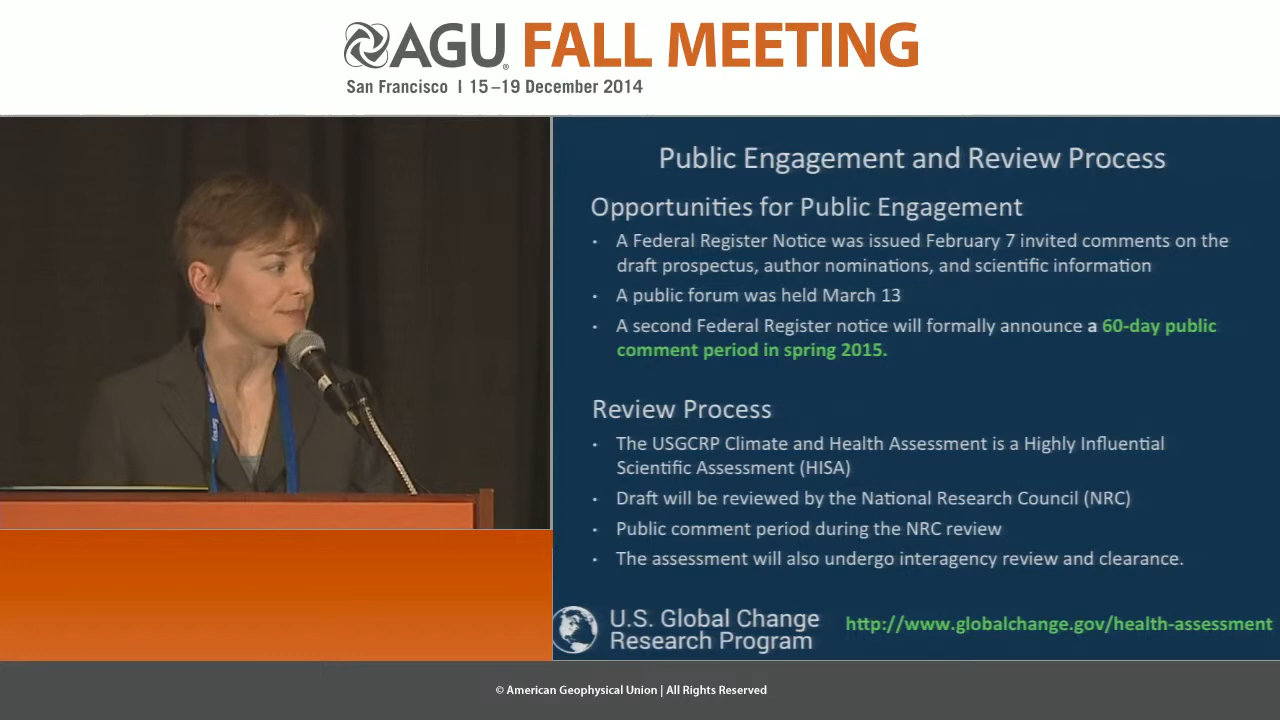 AGU FALL MEETING
San Francisco | 15–19 December 2014
Public Engagement and Review Process
Opportunities for Public Engagement
• A Federal Register Notice was issued February 7 invited comments on the
draft prospectus, author nominations, and scientific information
• A public forum was held March 13
• A second Federal Register notice will formally announce a 60-day public
comment period in spring 2015.
Review Process
• The USGCRP Climate and Health Assessment is a Highly Influential
Scientific Assessment (HISA)
• Draft will be reviewed by the National Research Council (NRC)
• Public comment period during the NRC review
• The assessment will also undergo interagency review and clearance.
U.S. Global Change
Research Program
http://www.globalchange.gov/health-assessment
© American Geophysical Union | All Rights Reserved